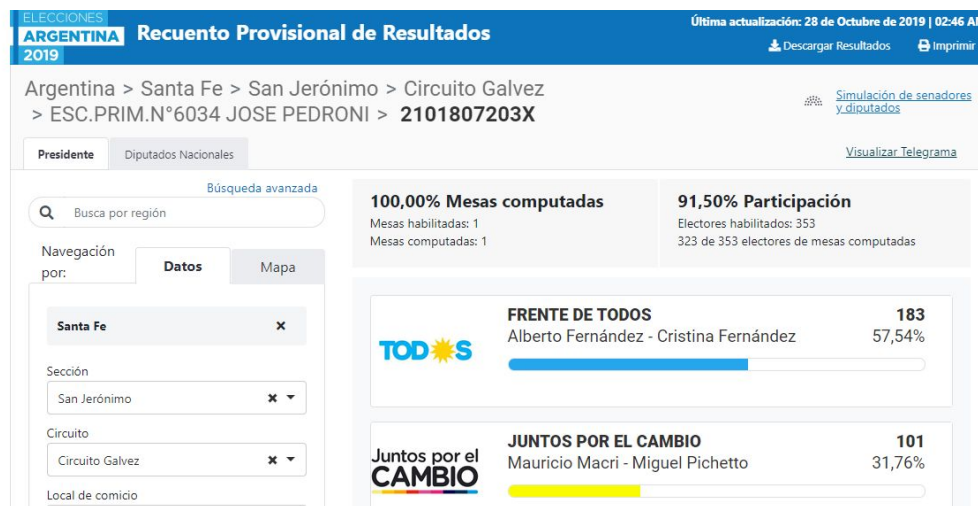 ELECCIONES
ARGENTINA
2019
Recuento Provisional de Resultados
Última actualización: 28 de Octubre de 2019 | 02:46 A
Descargar Resultados
Imprimir
Argentina > Santa Fe > San Jerónimo > Circuito Galvez
> ESC.PRIM.N°6034 JOSE PEDRONI > 2101807203X
Simulación de senadores
y diputados
Presidente
Diputados Nacionales
Visualizar Telegrama
Búsqueda avanzada
Busca por región
Navegación
por:
Datos
Mapa
Santa Fe
Sección
San Jerónimo
Circuito
Circuito Galvez
Local de comicio
100,00% Mesas computadas
Mesas habilitadas: 1
Mesas computadas: 1
91,50% Participación
Electores habilitados: 353
323 de 353 electores de mesas computadas
TODOS
FRENTE DE TODOS
183
Alberto Fernández - Cristina Fernández
57,54%
Juntos por el
CAMBIO
JUNTOS POR EL CAMBIO
101
Mauricio Macri - Miguel Pichetto
31,76%